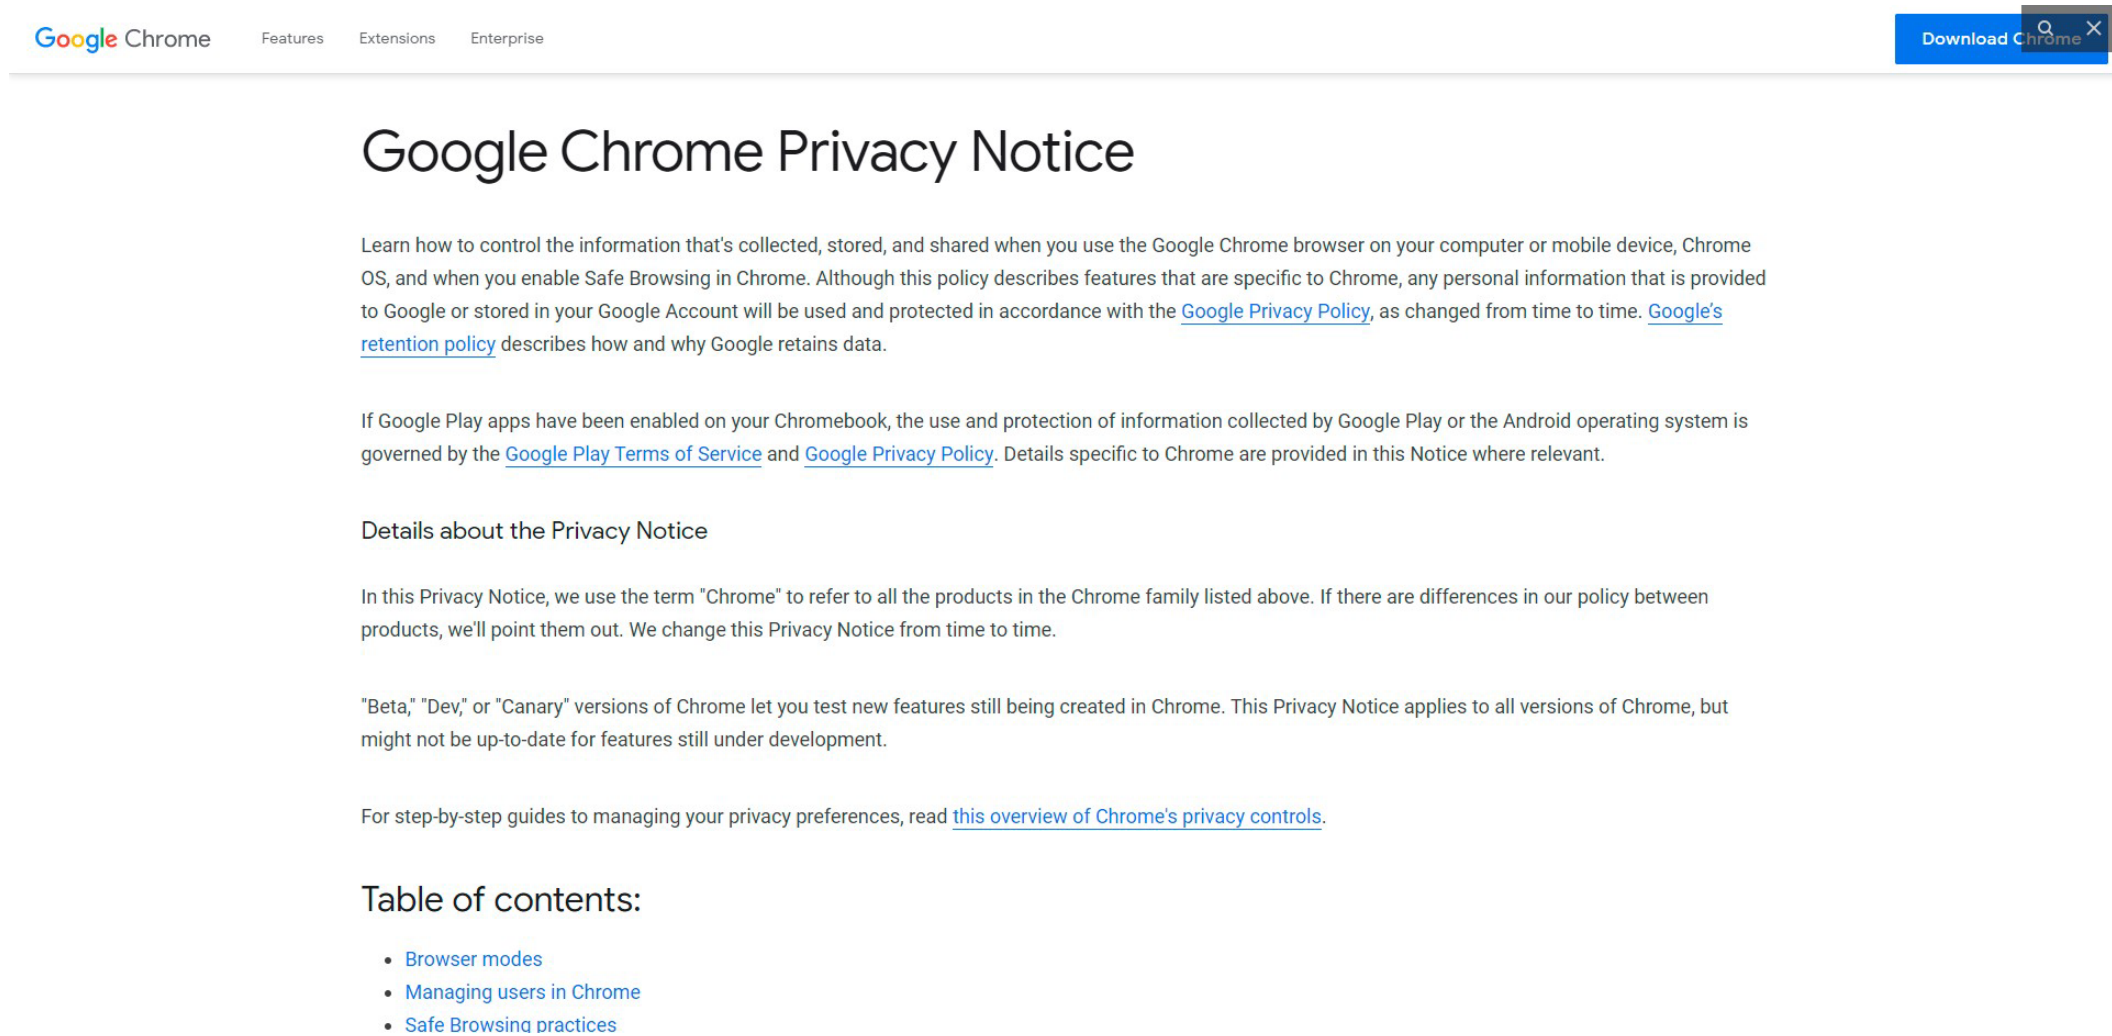 Google Chrome Features Extensions Enterprise Download Chrome
Google Chrome Privacy Notice
Learn how to control the information that's collected, stored, and shared when you use the Google Chrome browser on your computer or mobile device, Chrome
OS, and when you enable Safe Browsing in Chrome. Although this policy describes features that are specific to Chrome, any personal information that is provided
to Google or stored in your Google Account will be used and protected in accordance with the Google Privacy Policy, as changed from time to time. Google’s
retention policy describes how and why Google retains data.
If Google Play apps have been enabled on your Chromebook, the use and protection of information collected by Google Play or the Android operating system is
governed by the Google Play Terms of Service and Google Privacy Policy. Details specific to Chrome are provided in this Notice where relevant.
Details about the Privacy Notice
In this Privacy Notice, we use the term "Chrome" to refer to all the products in the Chrome family listed above. If there are differences in our policy between
products, we'll point them out. We change this Privacy Notice from time to time.
"Beta," "Dev," or "Canary" versions of Chrome let you test new features still being created in Chrome. This Privacy Notice applies to all versions of Chrome, but
might not be up-to-date for features still under development.
For step-by-step guides to managing your privacy preferences, read this overview of Chrome's privacy controls.
Table of contents:
• Browser modes
• Managing users in Chrome
• Safe Browsing practices